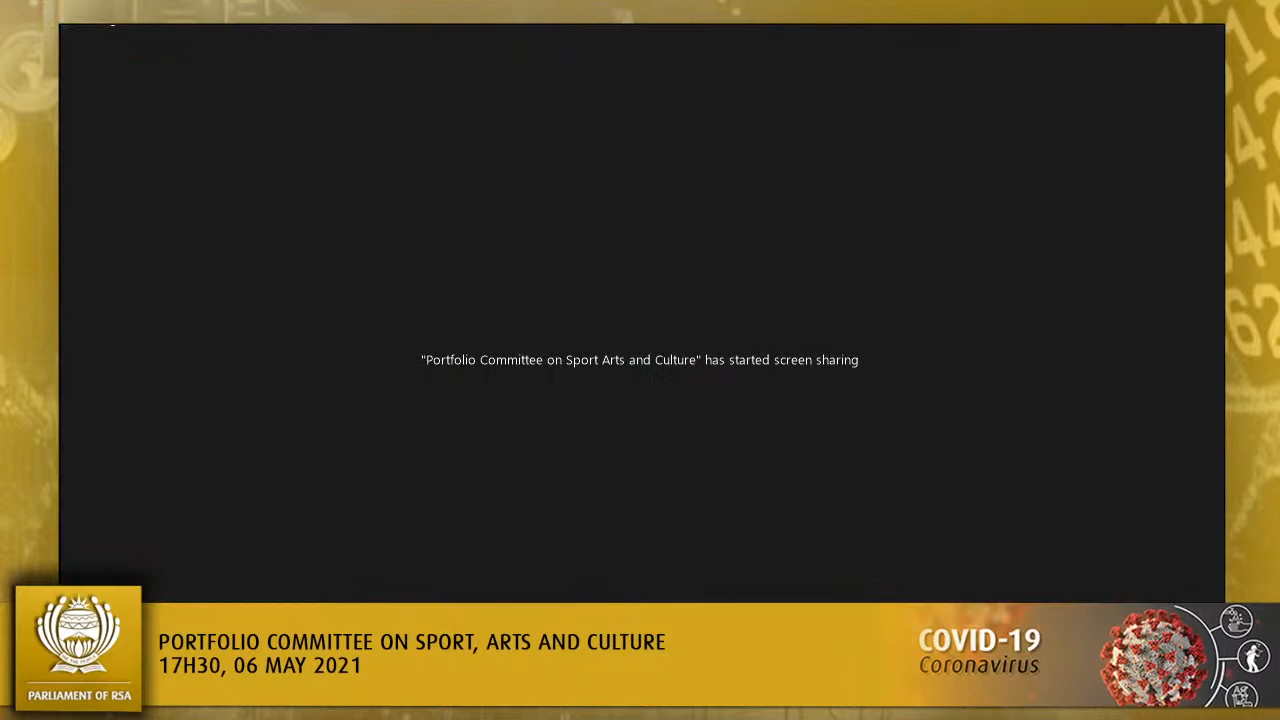 "Portfolio Committee on Sport Arts and Culture" has started screen sharing
PORTFOLIO COMMITTEE ON SPORT, ARTS AND CULTURE
17H30, 06 MAY 2021
PARLIAMENT OF RSA
COVID-19
Coronavirus